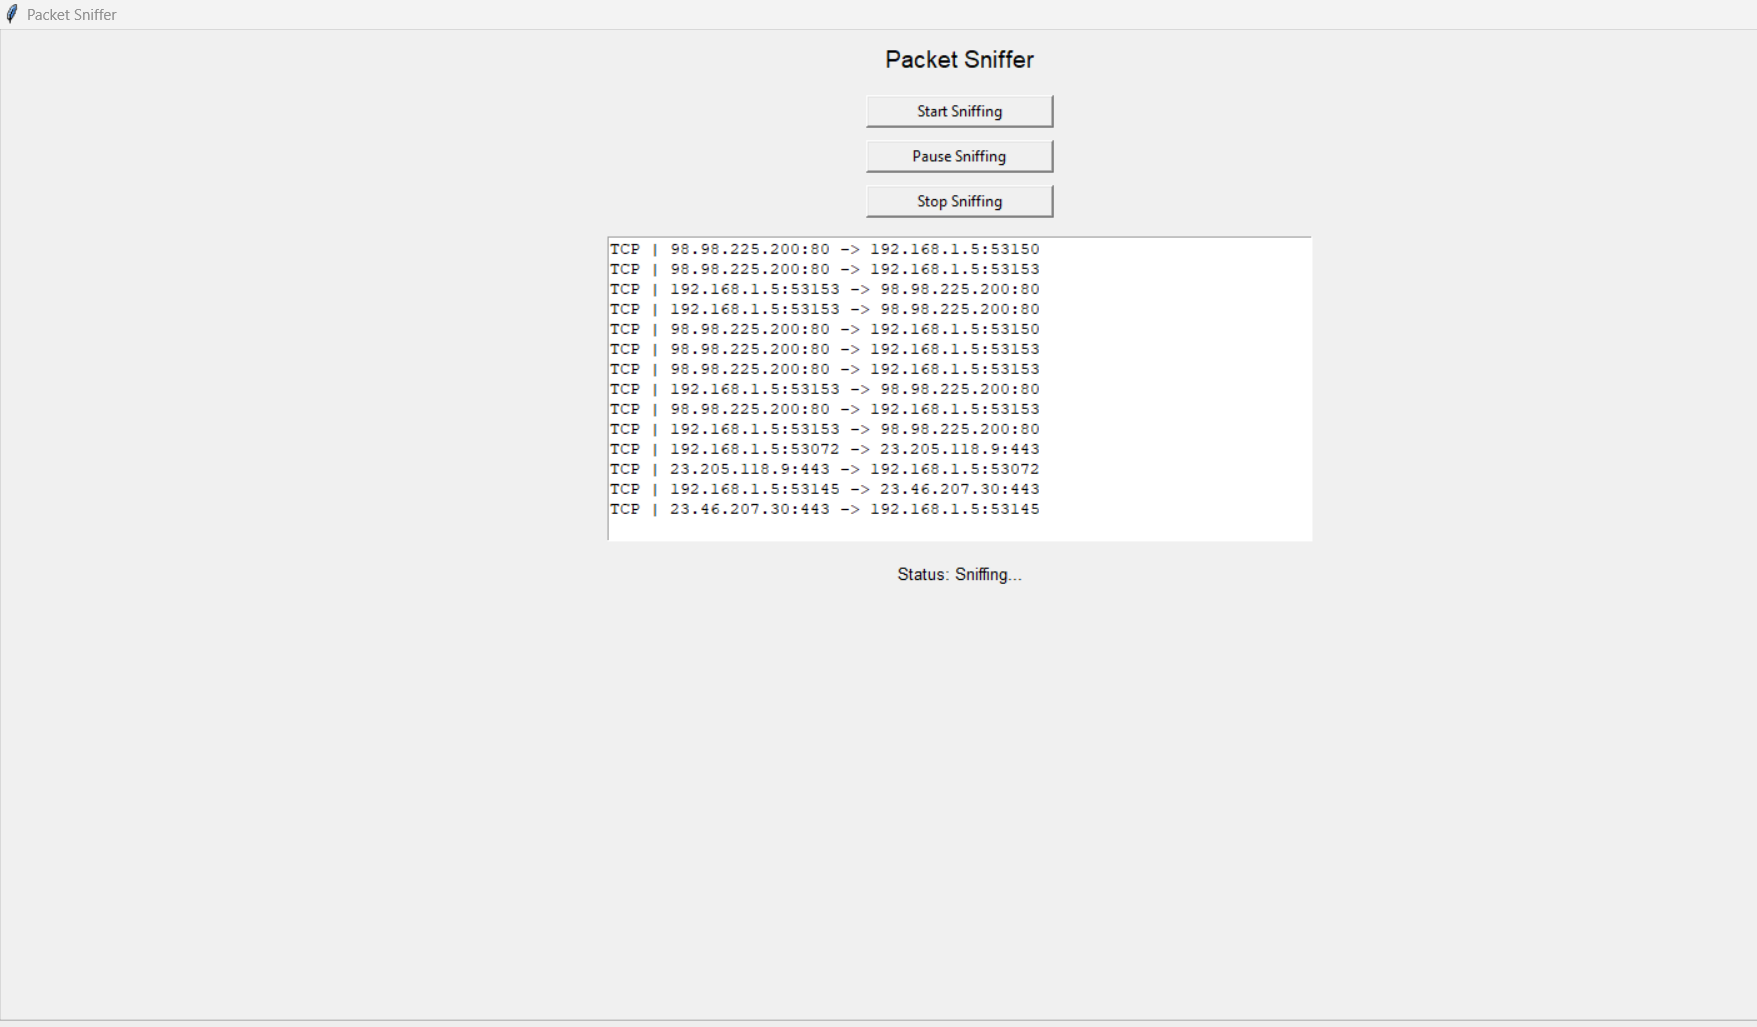 Packet Sniffer
Packet Sniffer
Start Sniffing
Pause Sniffing
Stop Sniffing
TCP | 98.98.225.200:80 -> 192.168.1.5:53150
TCP | 98.98.225.200:80 -> 192.168.1.5:53153
TCP | 192.168.1.5:53153 -> 98.98.225.200:80
TCP | 192.168.1.5:53153 -> 98.98.225.200:80
TCP | 98.98.225.200:80 -> 192.168.1.5:53150
TCP | 98.98.225.200:80 -> 192.168.1.5:53153
TCP | 98.98.225.200:80 -> 192.168.1.5:53153
TCP | 192.168.1.5:53153 -> 98.98.225.200:80
TCP | 98.98.225.200:80 -> 192.168.1.5:53153
TCP | 192.168.1.5:53153 -> 98.98.225.200:80
TCP | 192.168.1.5:53072 -> 23.205.118.9:443
TCP | 23.205.118.9:443 -> 192.168.1.5:53072
TCP | 192.168.1.5:53145 -> 23.46.207.30:443
TCP | 23.46.207.30:443 -> 192.168.1.5:53145
Status: Sniffing...